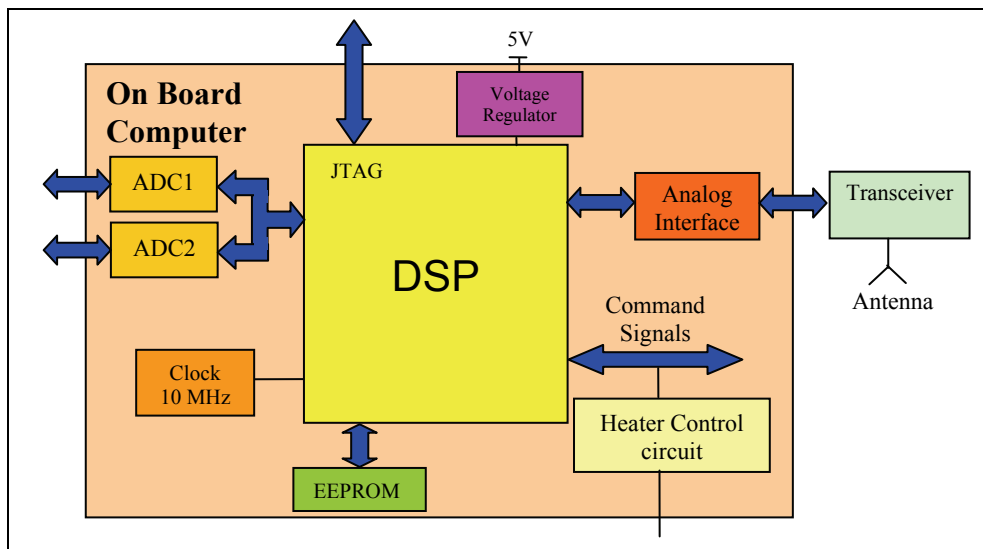 5V
On Board
Computer
Voltage
Regulator
JTAG
ADC1
ADC2
DSP
Analog
Interface
Transceiver
Antenna
Command
Signals
Clock
10 MHz
Heater Control
circuit
EEPROM